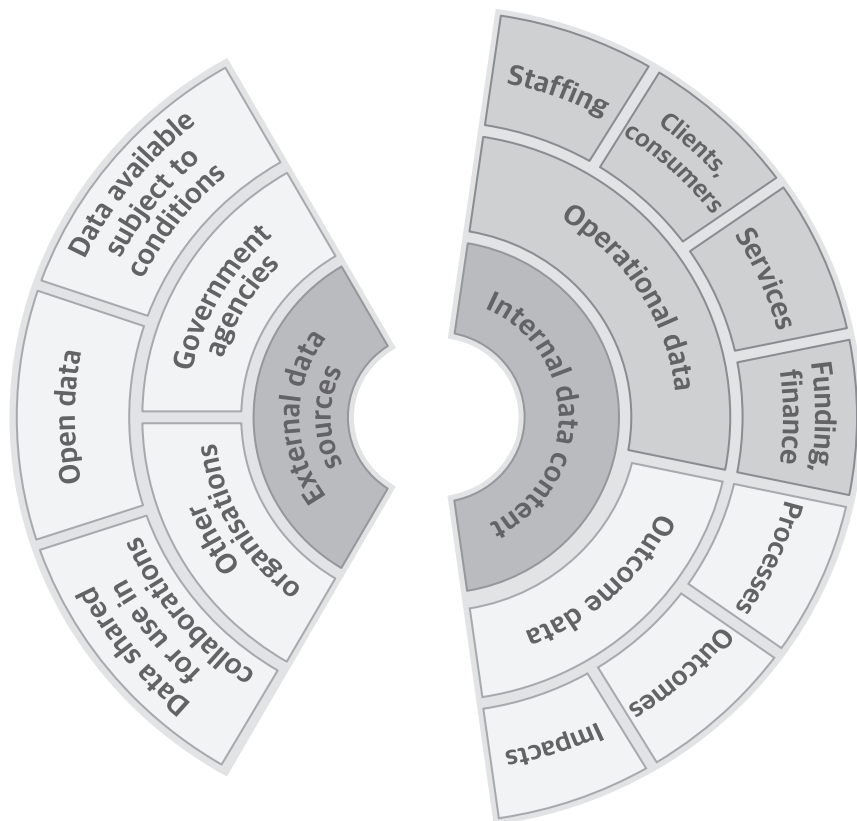 Data available
subject to
conditions
Open data
Data shared
for use in
collaborations
Government
agencies
Other
organisations
External data
sources
Internal data content
Operational data
Outcome data
Staffing
Clients,
consumers
Services
Funding,
finance
Processes
Outcomes
Impacts